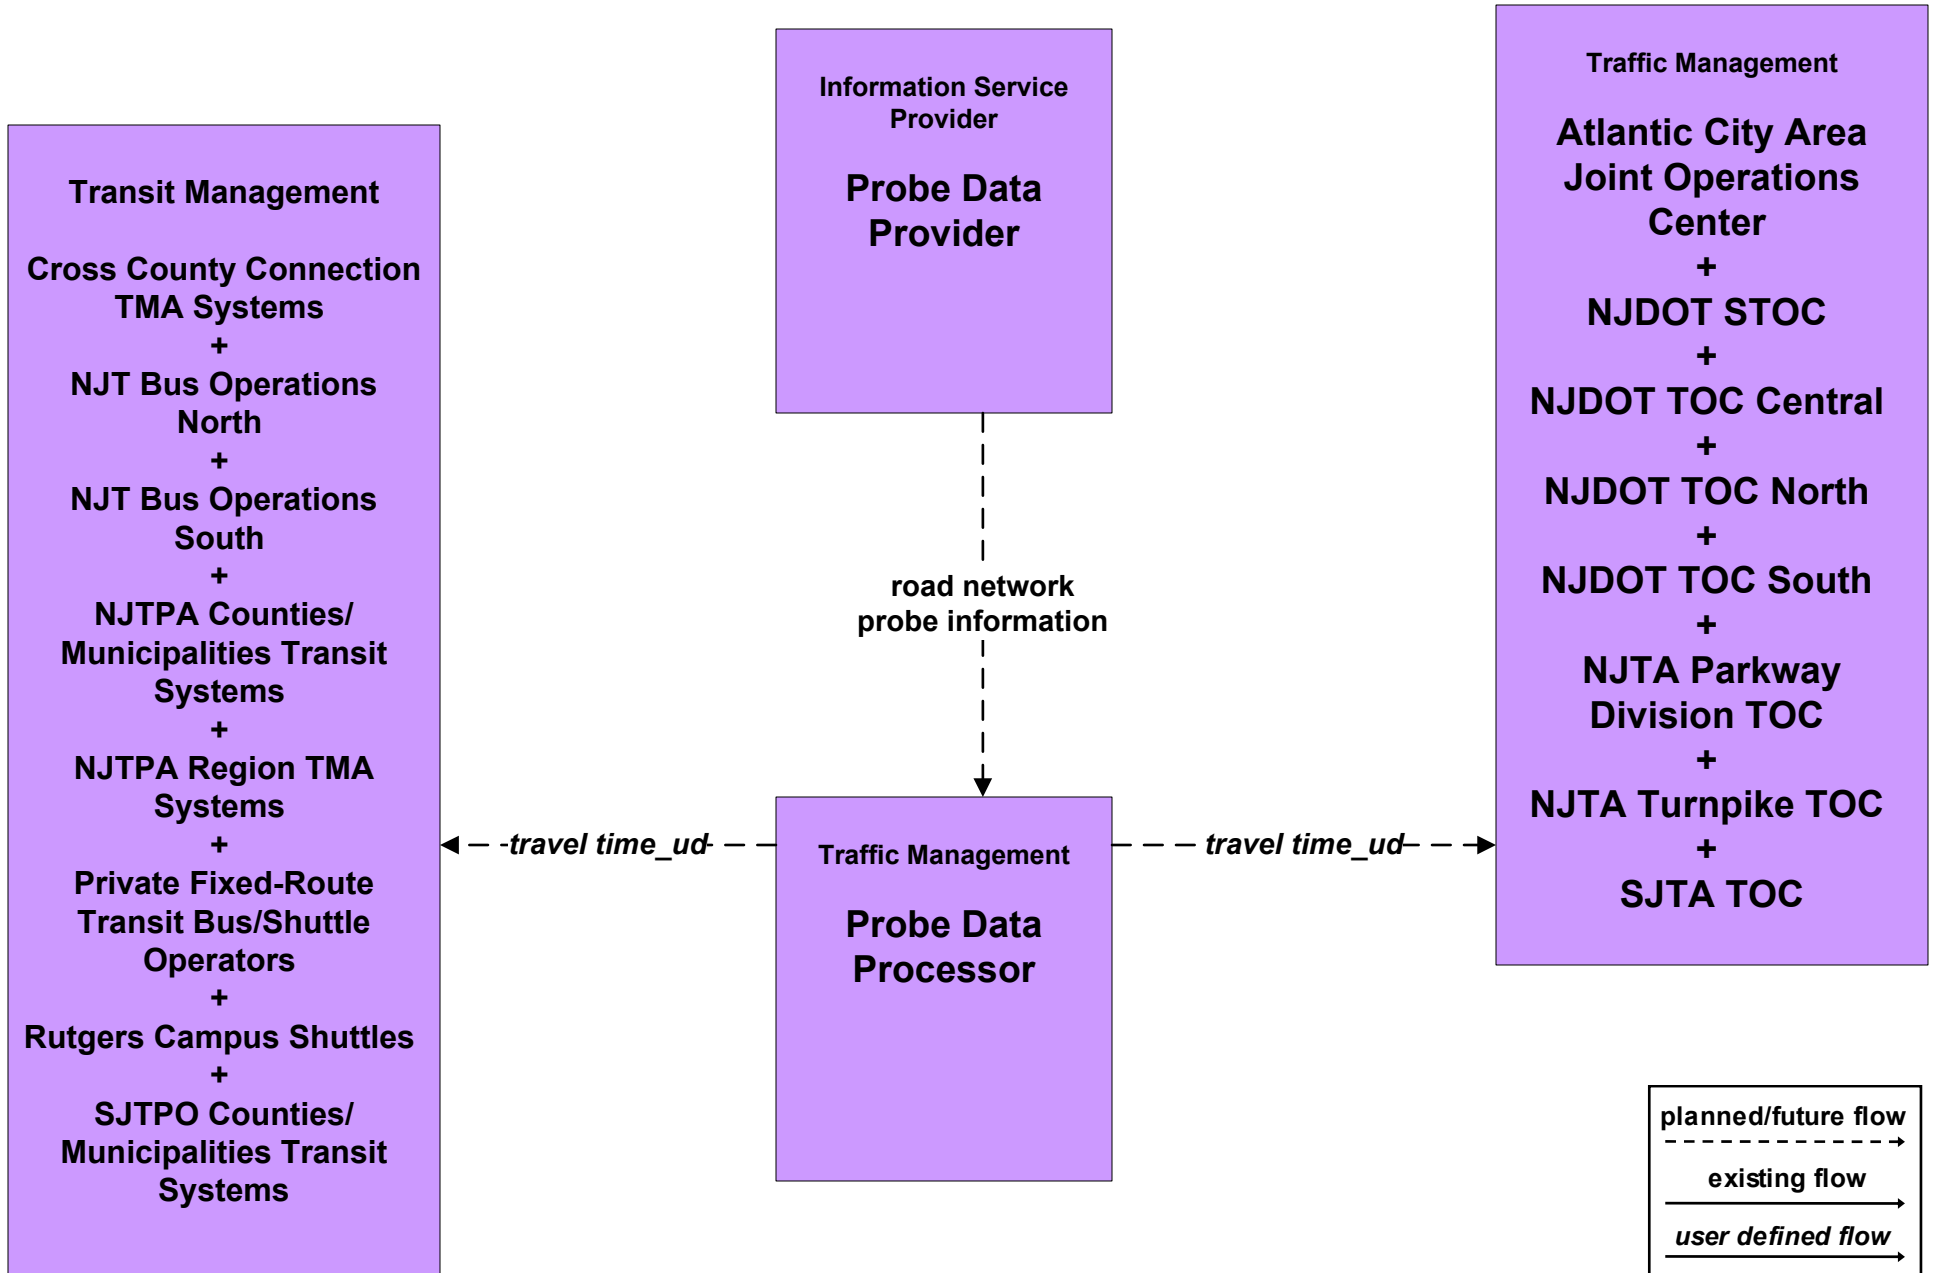 Transit Management
Cross County Connection
TMA Systems
+
NJT Bus Operations
North
+
NJT Bus Operations
South
+
NJTPA Counties/
Municipalities Transit
Systems
+
NJTPA Region TMA
Systems
+
Private Fixed-Route
Transit Bus/Shuttle
Operators
+
Rutgers Campus Shuttles
+
SJTPO Counties/
Municipalities Transit
Systems
Information Service
Provider
Probe Data
Provider
road network
probe information
travel time_ud
Traffic Management
Probe Data
Processor
travel time_ud
Traffic Management
Atlantic City Area
Joint Operations
Center
+
NJDOT STOC
+
NJDOT TOC Central
+
NJDOT TOC North
+
NJDOT TOC South
+
NJTA Parkway
Division TOC
+
NJTA Turnpike TOC
+
SJTA TOC
planned/future flow
existing flow
user defined flow